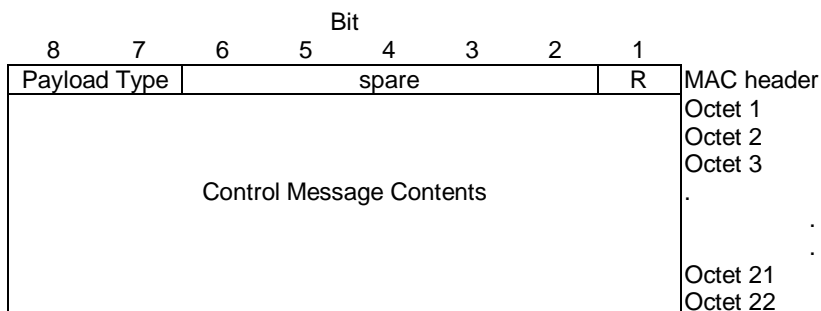 Bit
8 7 6 5 4 3 2 1
Payload Type spare R MAC header
Octet 1
Octet 2
Octet 3
Control Message Contents .
.
.
Octet 21
Octet 22